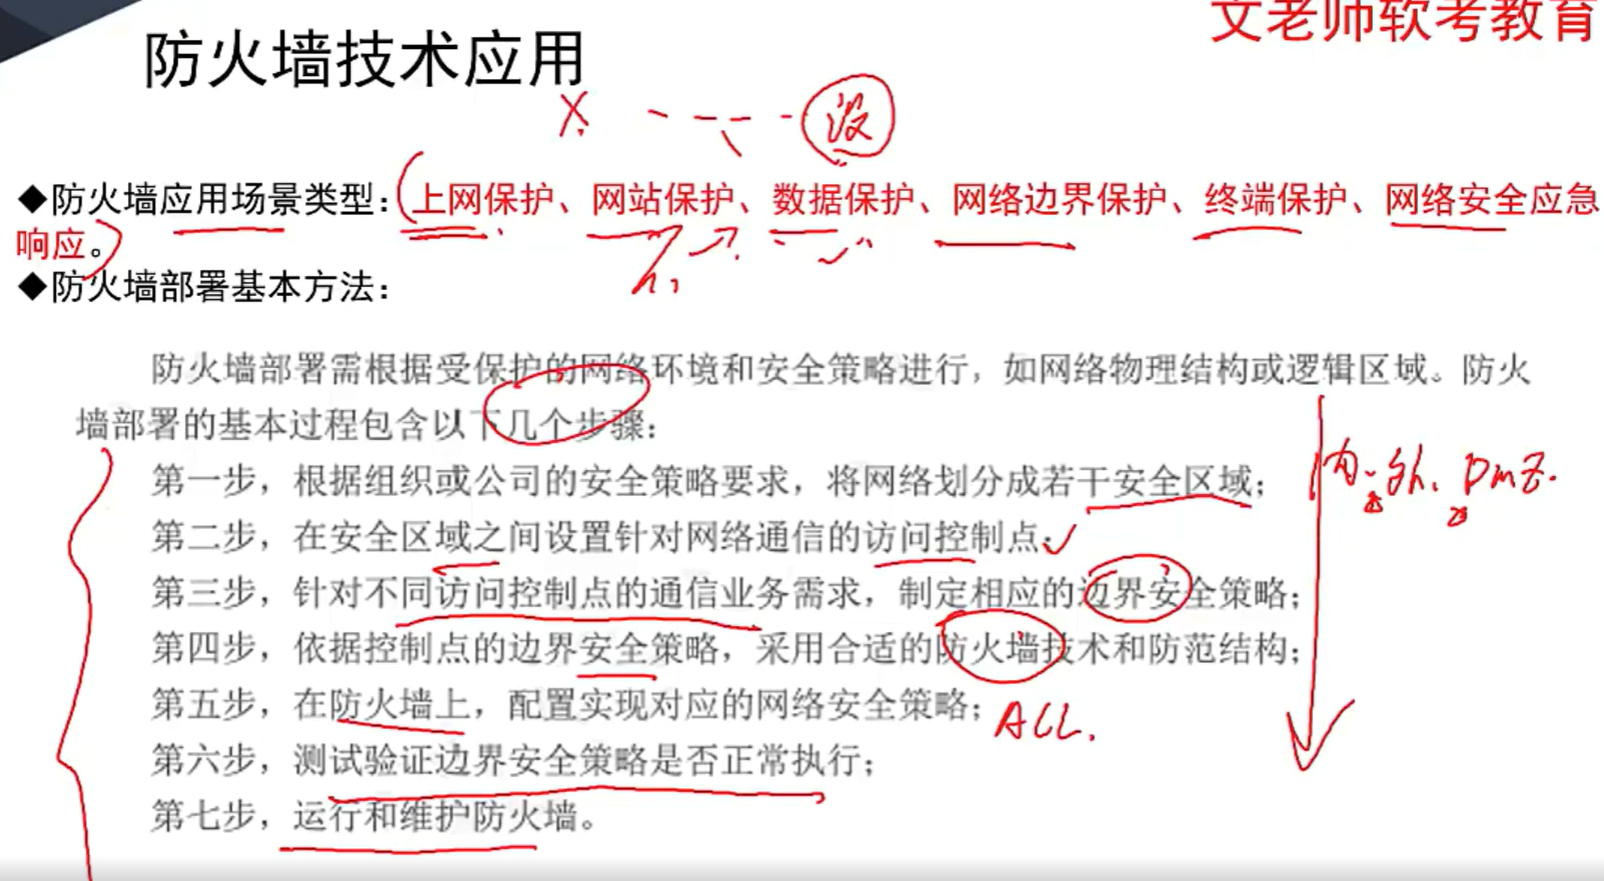 文老师软考教育
防火墙技术应用
没
◆防火墙应用场景类型：上网保护、网站保护、数据保护、网络边界保护、终端保护、网络安全应急
响应。
◆防火墙部署基本方法：
防火墙部署需根据受保护的网络环境和安全策略进行，如网络物理结构或逻辑区域。防火
墙部署的基本过程包含以下几个步骤：
第一步，根据组织或公司的安全策略要求，将网络划分成若干安全区域；
内、外、DMZ.
第二步，在安全区域之间设置针对网络通信的访问控制点；
第三步，针对不同访问控制点的通信业务需求，制定相应的边界安全策略；
第四步，依据控制点的边界安全策略，采用合适的防火墙技术和防范结构；
第五步，在防火墙上，配置实现对应的网络安全策略；
ACL.
第六步，测试验证边界安全策略是否正常执行；
第七步，运行和维护防火墙。